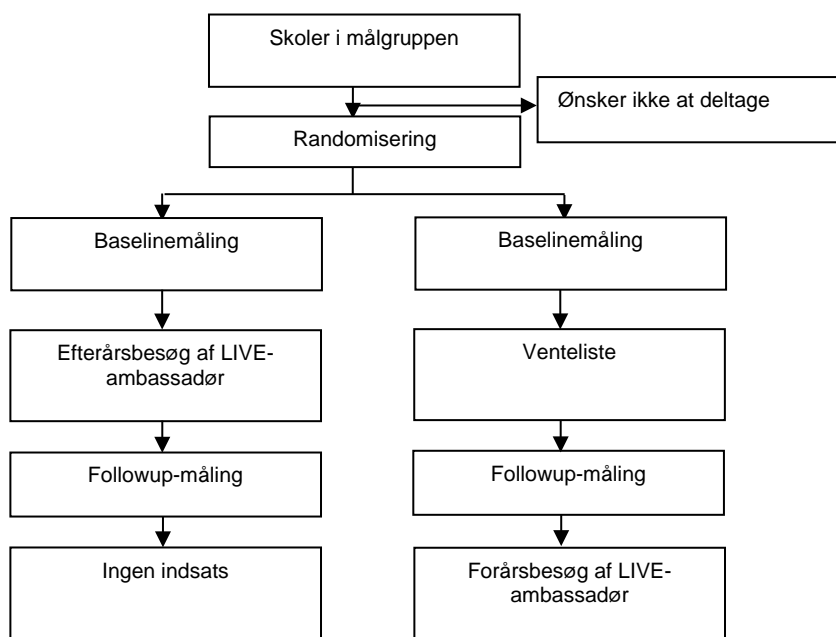 Skoler i målgruppen
Ønsker ikke at deltage
Randomisering
Baselinemåling
Baselinemåling
Efterårsbesøg af LIVE-
ambassadør
Venteliste
Followup-måling
Followup-måling
Ingen indsats
Forårsbesøg af LIVE-
ambassadør